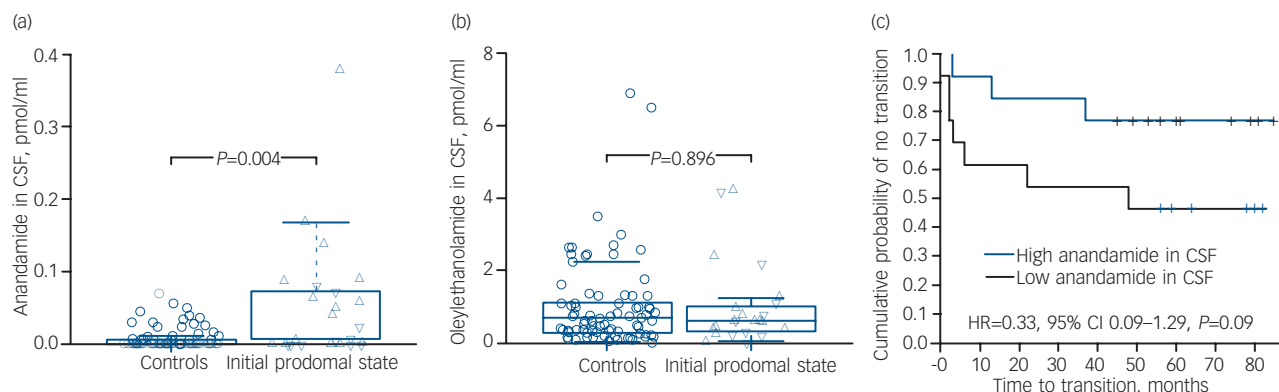 (a)
Anandamide in CSF, pmol/ml
0.4
0.3
0.2
0.1
0.0
P=0.004
Controls
Initial prodomal state
(b)
Oleylethanolamide in CSF, pmol/ml
8
6
4
2
0
P=0.896
Controls
Initial prodomal state
(c)
Cumulative probability of no transition
1.0
0.9
0.8
0.7
0.6
0.5
0.4
0.3
0.2
0.1
0.0
High anandamide in CSF
Low anandamide in CSF
HR=0.33, 95% CI 0.09–1.29, P=0.09
-0 10 20 30 40 50 60 70 80
Time to transition, months